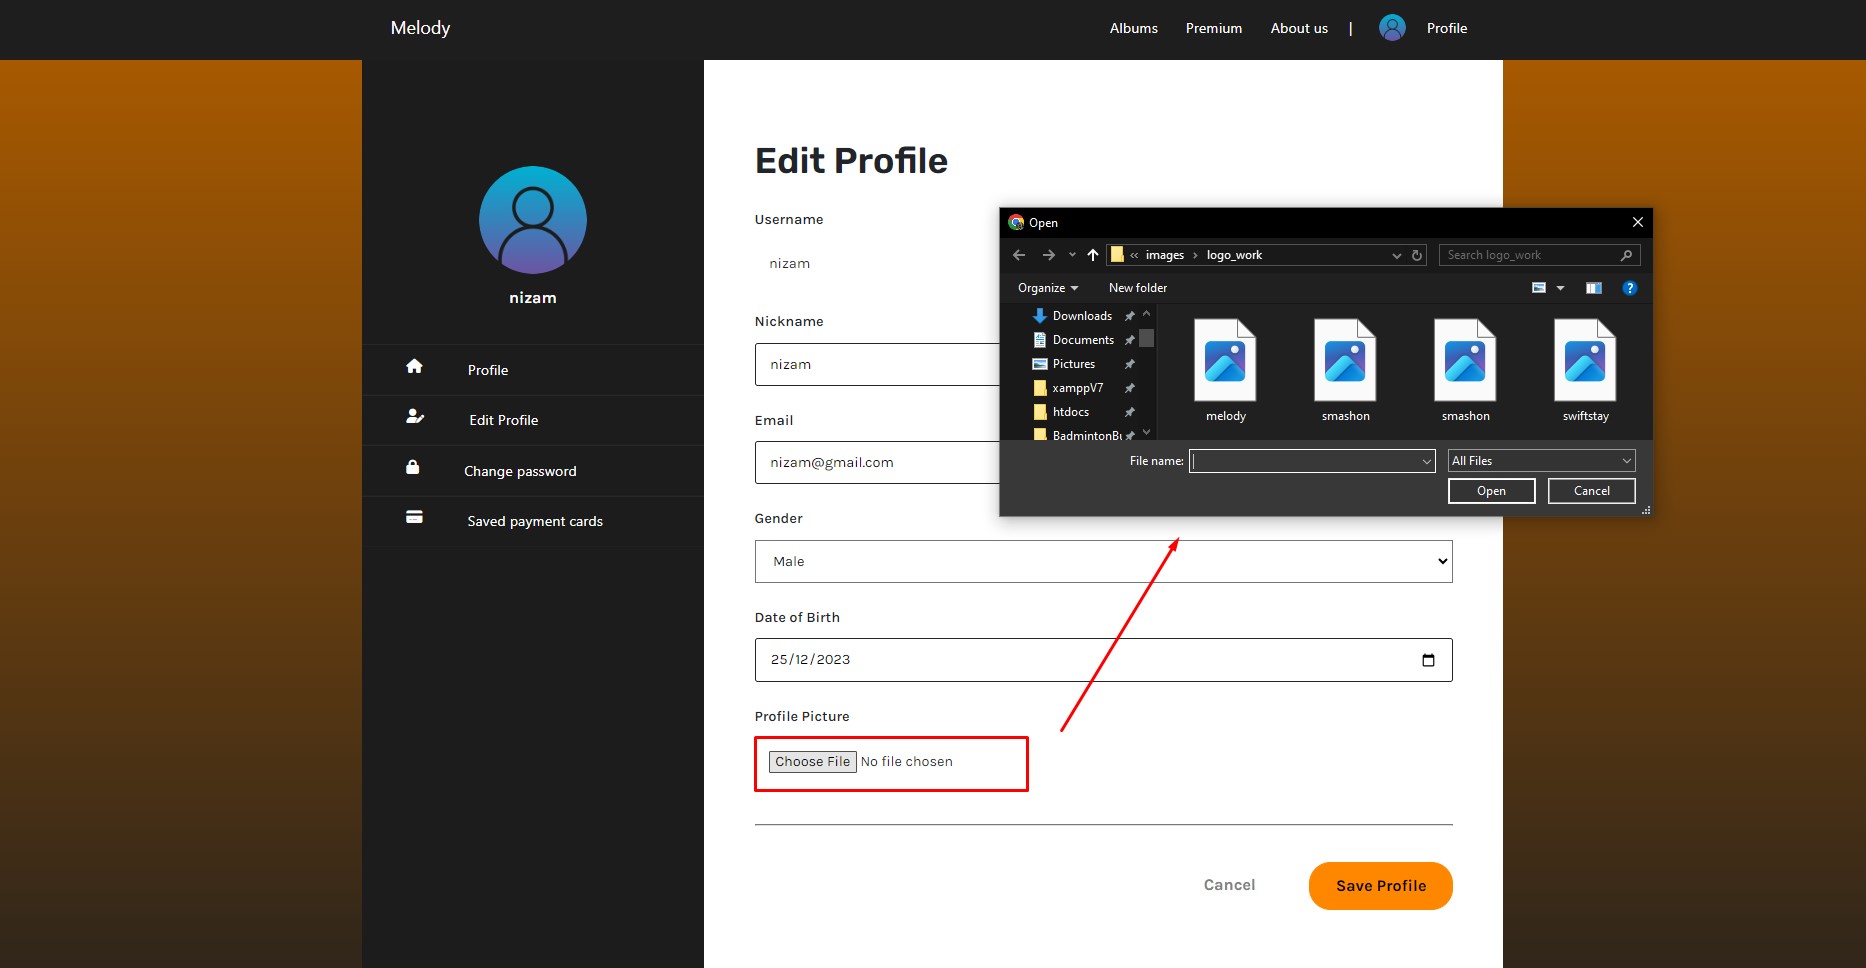 Melody
Albums Premium About us | Profile
nizam
Profile
Edit Profile
Change password
Saved payment cards
Edit Profile
Username
nizam
Nickname
nizam
Email
nizam@gmail.com
Gender
Male
Date of Birth
25/12/2023
Profile Picture
Choose File No file chosen
Cancel Save Profile
Open
« images › logo_work Search logo_work
Organize New folder
Downloads
Documents
Pictures
xamppV7
htdocs
BadmintonBu
melody smashon smashon swiftstay
File name: All Files
Open Cancel